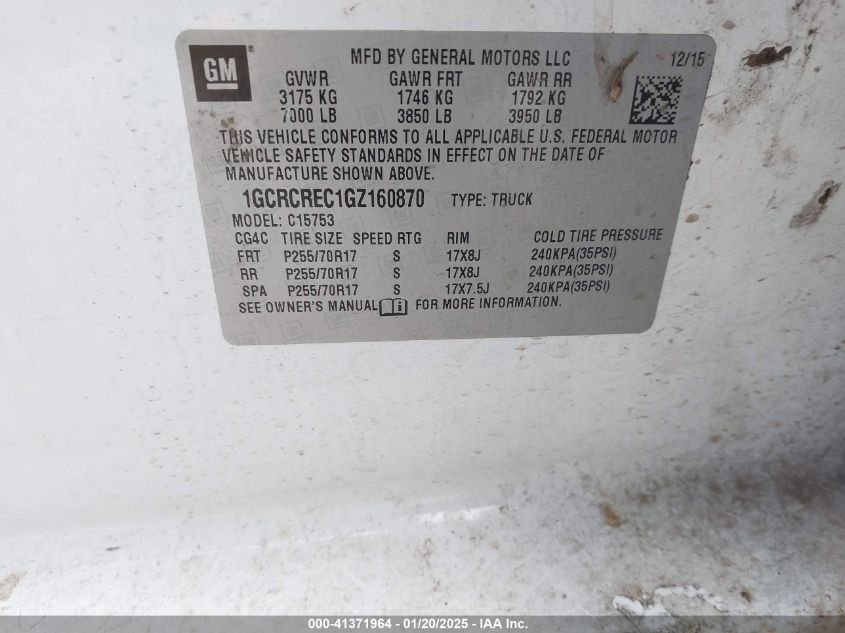 GM
MFD BY GENERAL MOTORS LLC 12/15
GVWR GAWR FRT GAWR RR
3175 KG 1746 KG 1792 KG
7000 LB 3850 LB 3950 LB
THIS VEHICLE CONFORMS TO ALL APPLICABLE U.S. FEDERAL MOTOR
VEHICLE SAFETY STANDARDS IN EFFECT ON THE DATE OF
MANUFACTURE SHOWN ABOVE.
1GCRCREC1GZ160870 TYPE: TRUCK
MODEL: C15753
CG4C TIRE SIZE SPEED RTG RIM COLD TIRE PRESSURE
FRT P255/70R17 S 17X8J 240KPA(35PSI)
RR P255/70R17 S 17X8J 240KPA(35PSI)
SPA P255/70R17 S 17X7.5J 240KPA(35PSI)
SEE OWNER'S MANUAL FOR MORE INFORMATION.
000-41371964 | 01/20/2025 - IAA Inc.